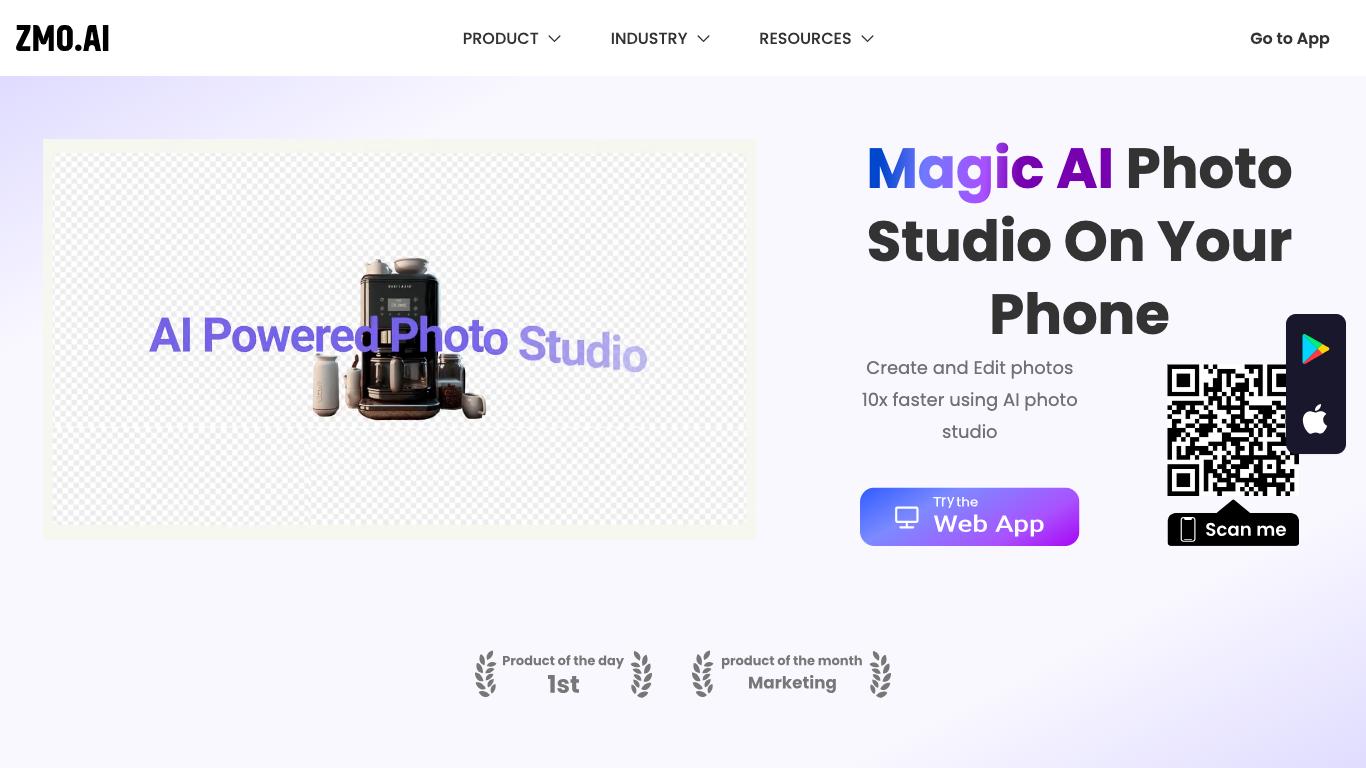 ZMO.AI
PRODUCT
INDUSTRY
RESOURCES
Go to App
AI Powered Photo Studio
Magic AI Photo
Studio On Your
Phone
Create and Edit photos
10x faster using AI photo
studio
Try the
Web App
Scan me
Product of the day
1st
product of the month
Marketing